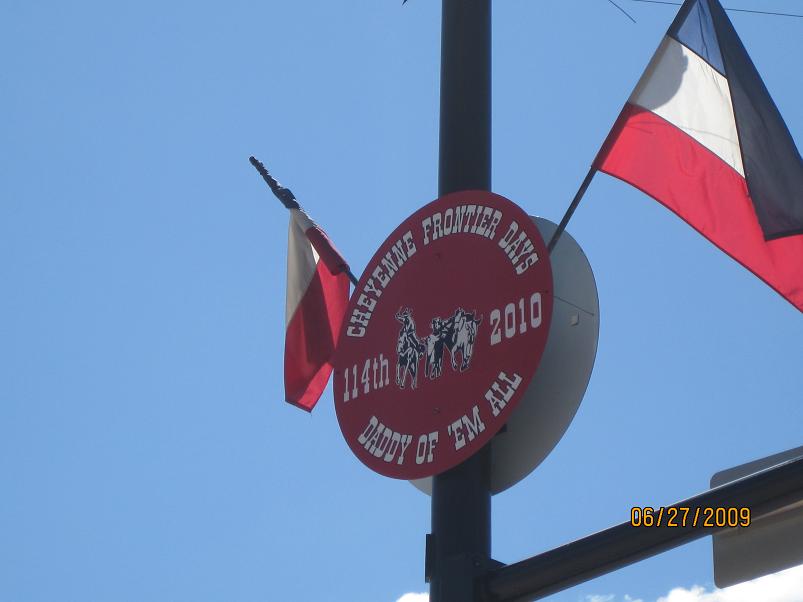 CHEYENNE FRONTIER DAYS
114th 2010
DADDY OF 'EM ALL
06/27/2009